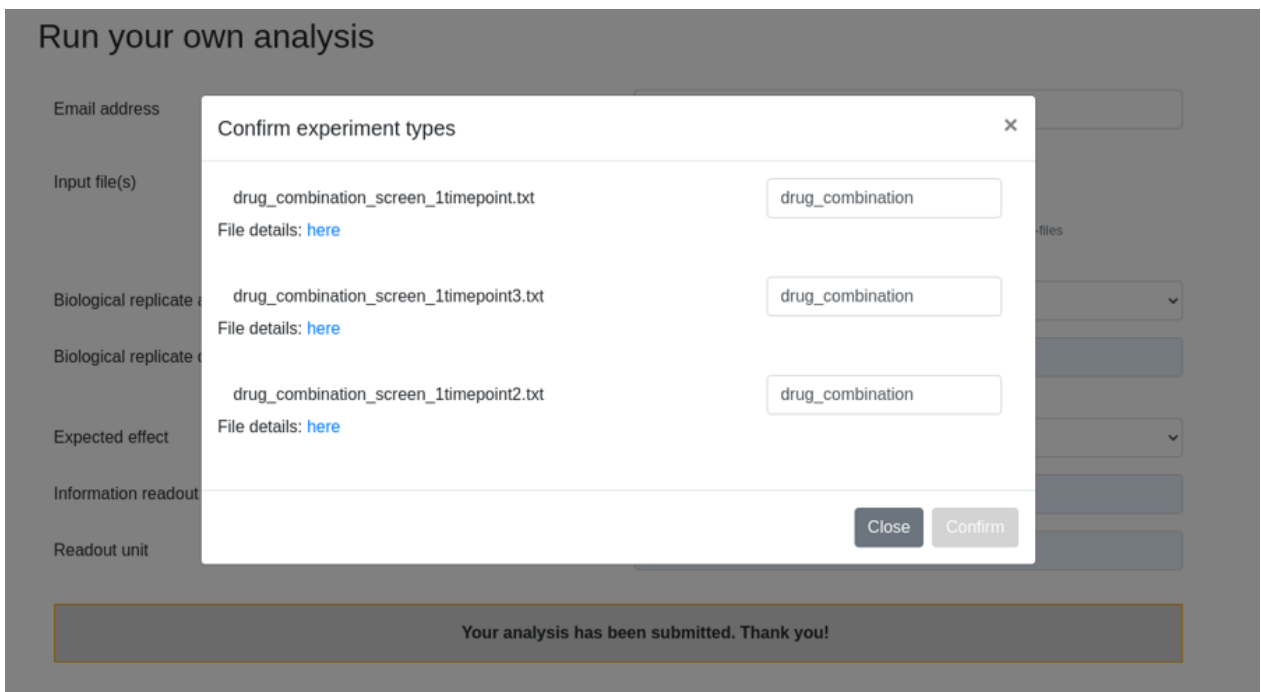 Run your own analysis
Email address
Confirm experiment types
×
Input file(s)
drug_combination_screen_1timepoint.txt
drug_combination
File details: here
-files
Biological replicate
drug_combination_screen_1timepoint3.txt
drug_combination
File details: here
Biological replicate
drug_combination_screen_1timepoint2.txt
drug_combination
File details: here
Expected effect
Information readout
Close
Confirm
Readout unit
Your analysis has been submitted. Thank you!